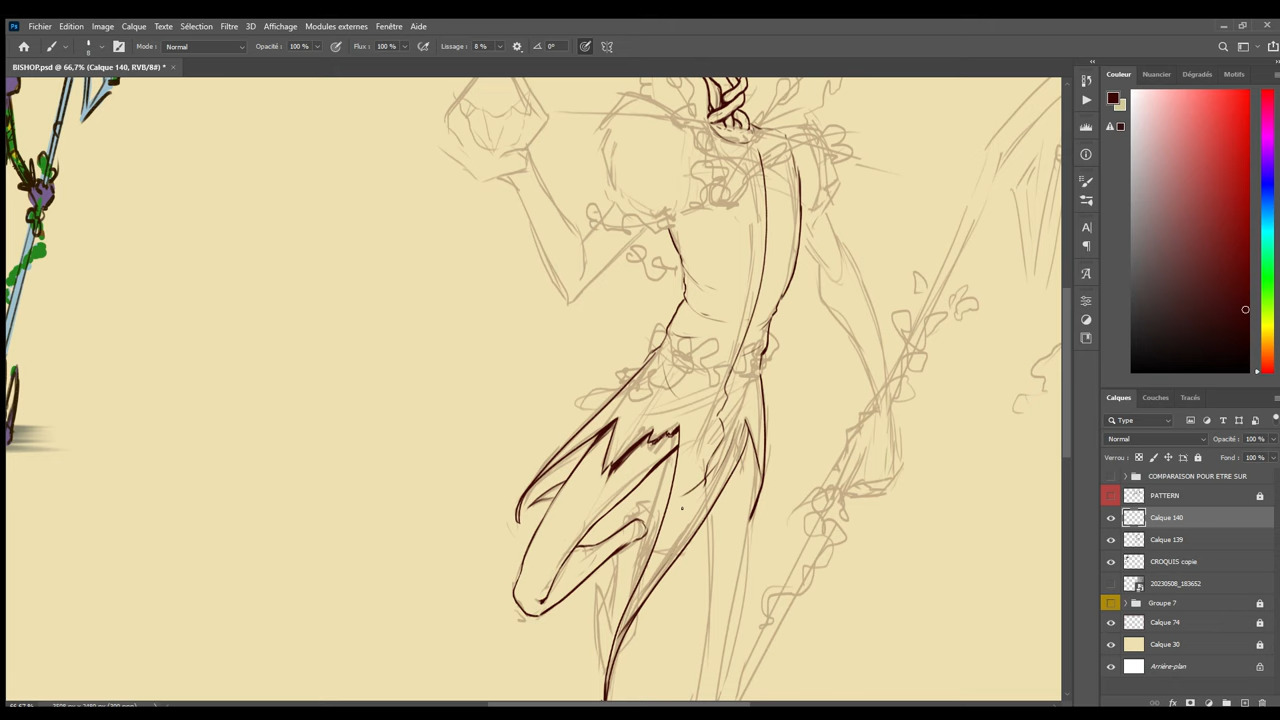 Ps Fichier Edition Image Calque Texte Sélection Filtre 3D Affichage Modules externes Fenêtre Aide
Mode : Normal Opacité : 100 % Flux : 100 % Lissage : 8 % 0°
BISHOP.psd @ 66,7% (Calque 140, RVB/8#) * ×
Couleur Nuancier Dégradés Motifs
Calques Couches Tracés
Type
Normal Opacité : 100 %
Verrou : Fond : 100 %
COMPARAISON POUR ETRE SUR
PATTERN
Calque 140
Calque 139
CROQUIS copie
20230508_183652
Groupe 7
Calque 74
Calque 30
Arrière-plan